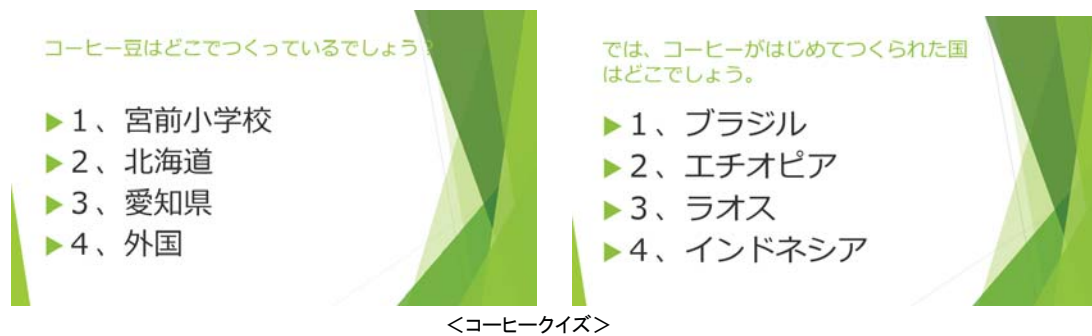 コーヒー豆はどこでつくっているでしょう?
▶1、宮前小学校
▶2、北海道
▶3、愛知県
▶4、外国
では、コーヒーがはじめてつくられた国
はどこでしょう。
▶1、ブラジル
▶2、エチオピア
▶3、ラオス
▶4、インドネシア
<コーヒークイズ>